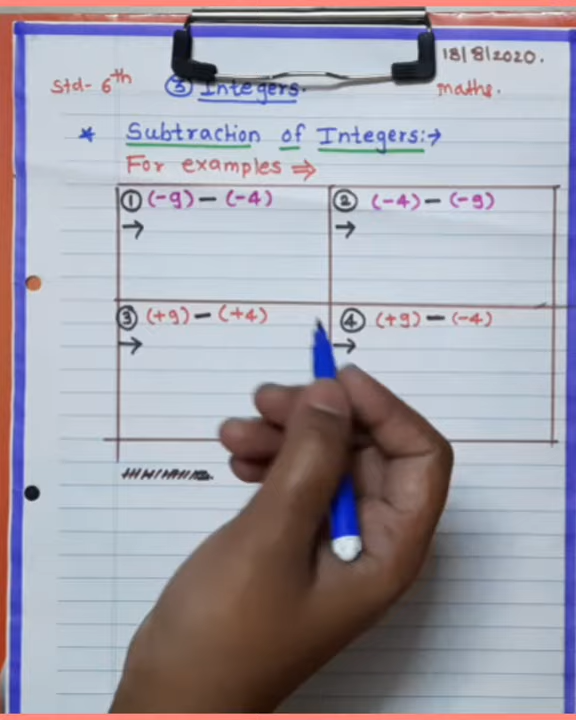 18/8/2020.
Std- 6th ③ Integers. maths.
* Subtraction of Integers:→
For examples ⇒
① (-9) - (-4)
→
② (-4) - (-9)
→
③ (+9) - (+4)
→
④ (+9) - (-4)
→